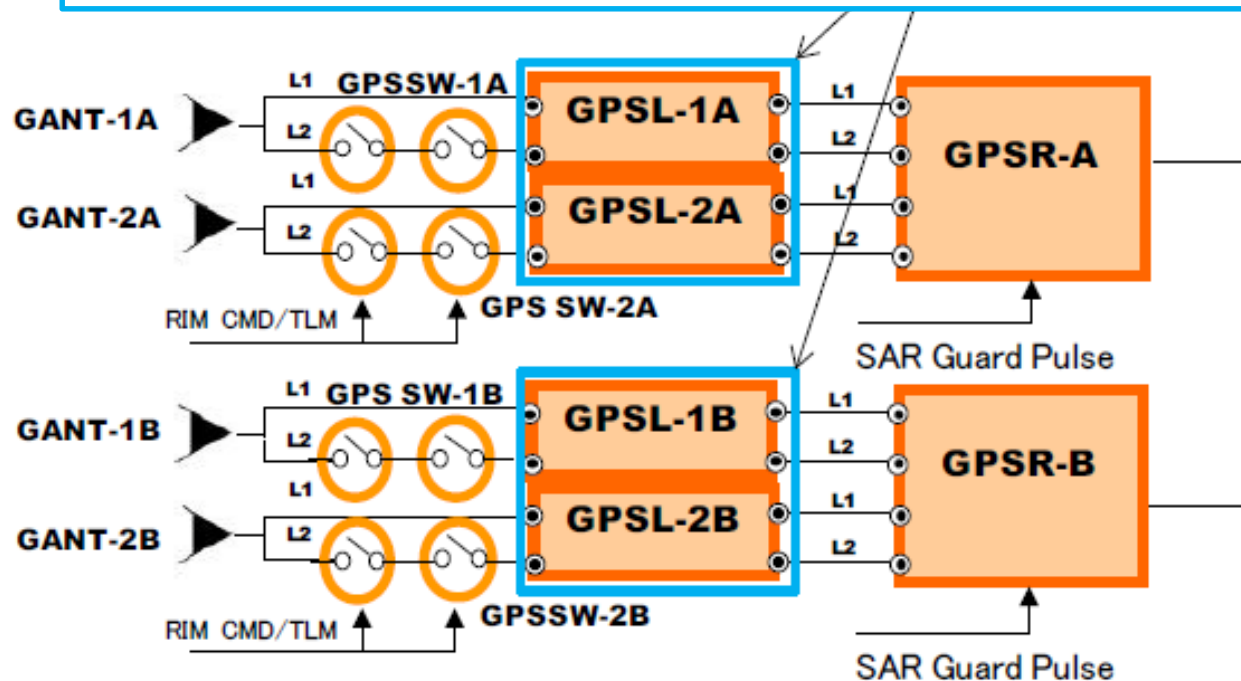 L1
GPSSW-1A
GANT-1A
L2
GPSL-1A
L1
L2
GPSR-A
L1
GANT-2A
L2
GPSL-2A
L1
L2
RIM CMD/TLM
GPS SW-2A
SAR Guard Pulse
L1
GPS SW-1B
GANT-1B
L2
GPSL-1B
L1
L2
GPSR-B
L1
GANT-2B
L2
GPSL-2B
L1
L2
RIM CMD/TLM
GPSSW-2B
SAR Guard Pulse